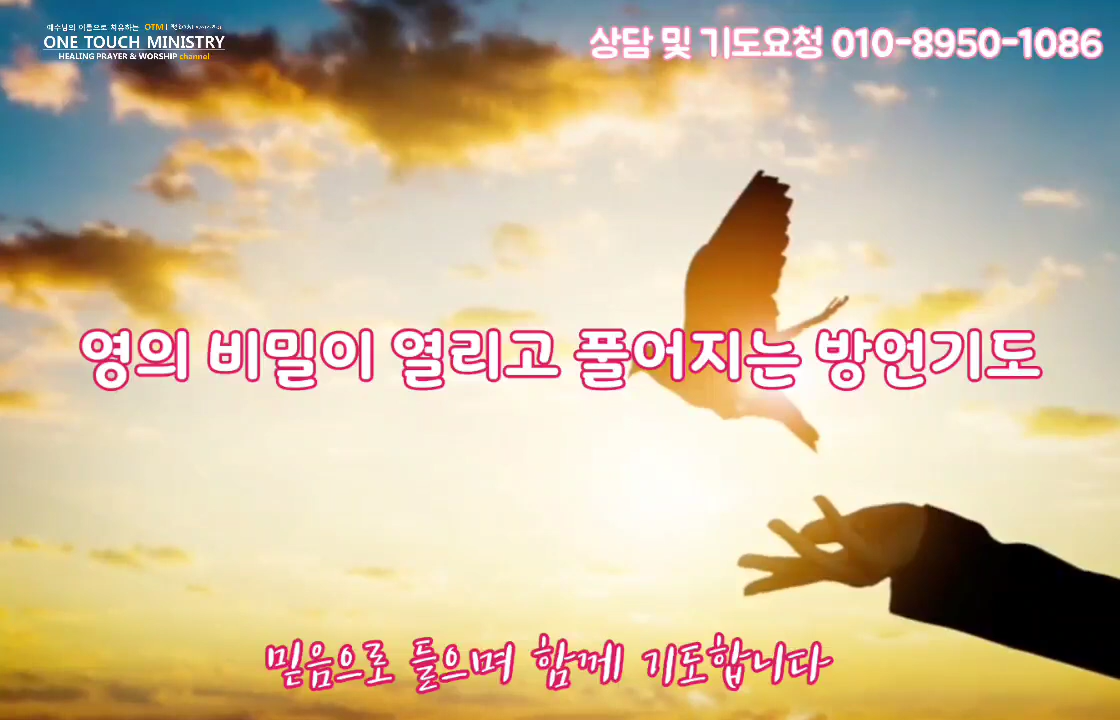 예수님의 이름으로 치유하는 OTM
ONE TOUCH MINISTRY
HEALING PRAYER & WORSHIP channel
상담 및 기도요청 010-8950-1086
영의 비밀이 열리고 풀어지는 방언기도
믿음으로 들으며 함께 기도합니다